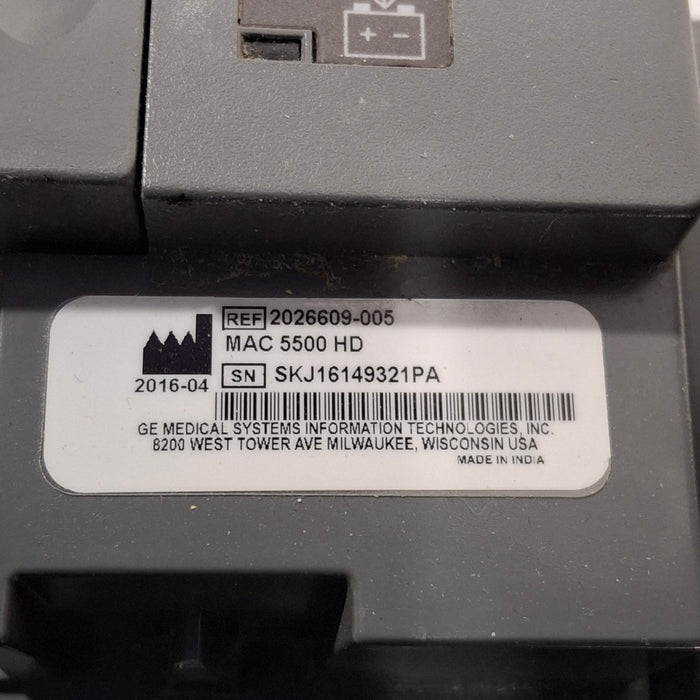 REF 2026609-005
MAC 5500 HD
2016-04
SN SKJ16149321PA
GE MEDICAL SYSTEMS INFORMATION TECHNOLOGIES, INC.
8200 WEST TOWER AVE MILWAUKEE, WISCONSIN USA
MADE IN INDIA